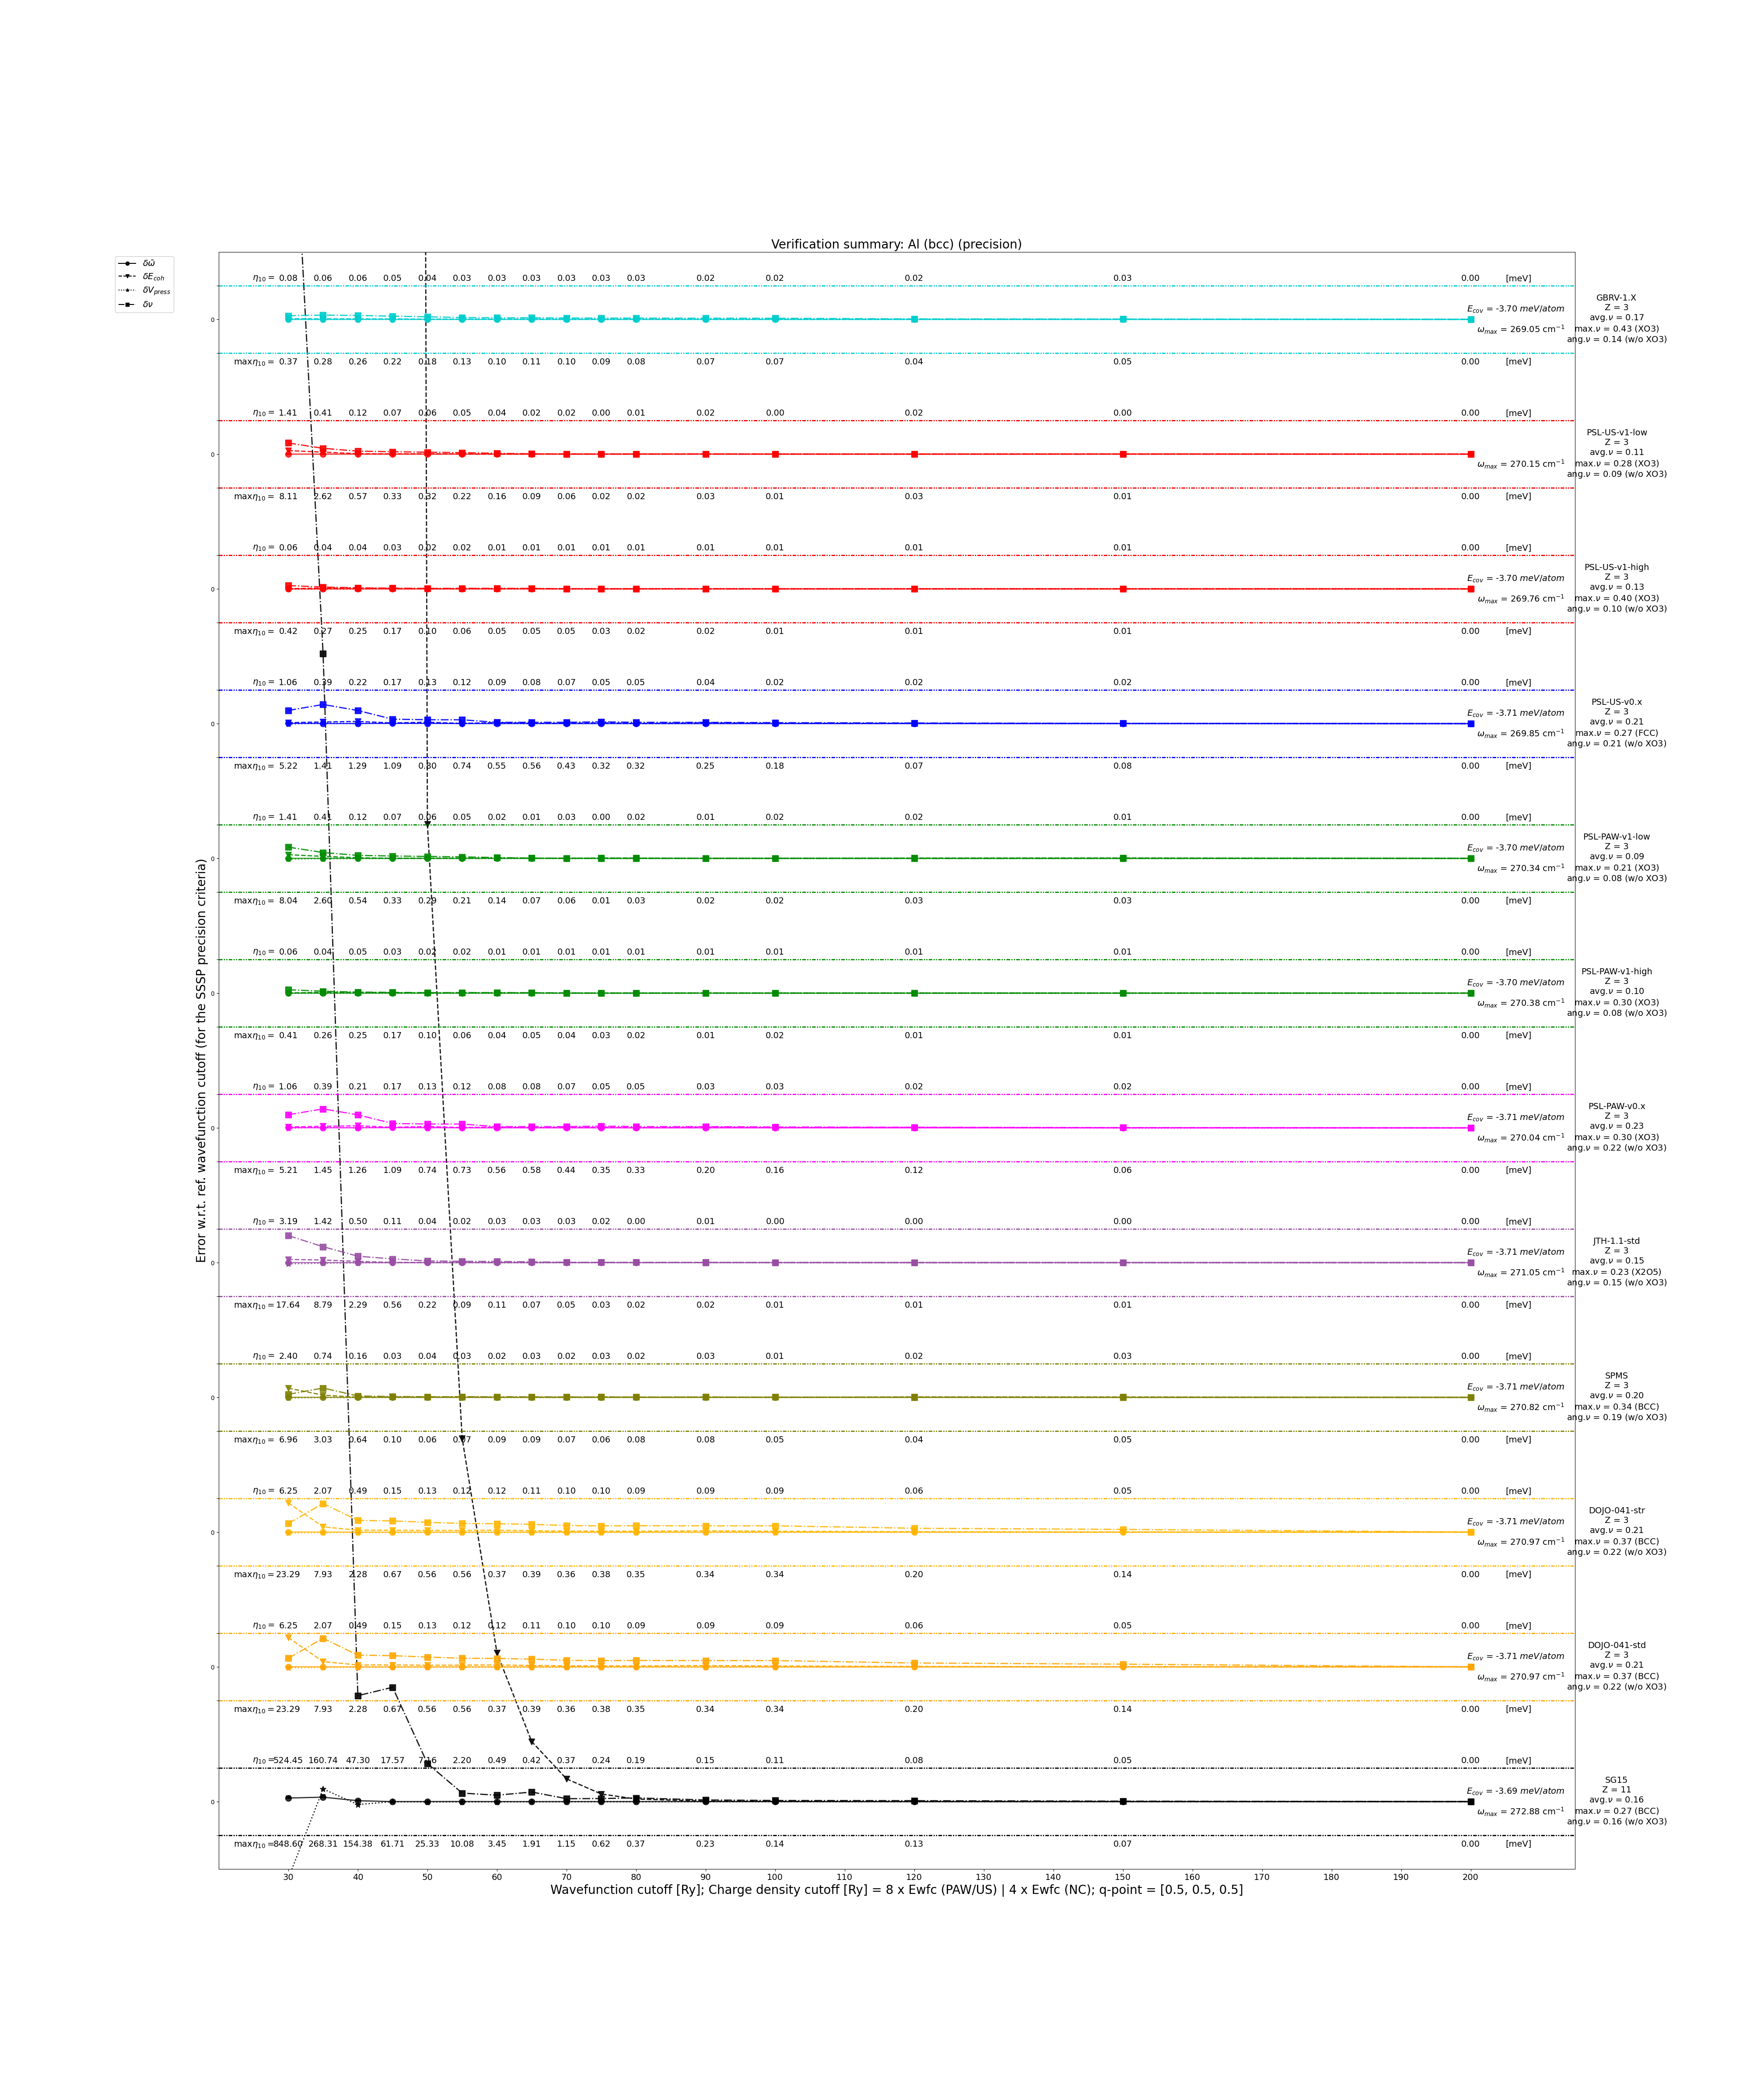 Verification summary: Al (bcc) (precision)
δω̄
δE_coh
δV_press
δν
Error w.r.t. ref. wavefunction cutoff (for the SSSP precision criteria)
η₁₀ = 0.08 0.06 0.06 0.05 0.04 0.03 0.03 0.03 0.03 0.03 0.03 0.02 0.02 0.02 0.03 0.00 [meV]
0
E_cov = -3.70 meV/atom
ω_max = 269.05 cm⁻¹
GBRV-1.X
Z = 3
avg.ν = 0.17
max.ν = 0.43 (XO3)
ang.ν = 0.14 (w/o XO3)
maxη₁₀ = 0.37 0.28 0.26 0.22 0.18 0.13 0.10 0.11 0.10 0.09 0.08 0.07 0.07 0.04 0.05 0.00 [meV]
η₁₀ = 1.41 0.41 0.12 0.07 0.06 0.05 0.04 0.02 0.02 0.00 0.01 0.02 0.00 0.02 0.00 0.00 [meV]
0
ω_max = 270.15 cm⁻¹
PSL-US-v1-low
Z = 3
avg.ν = 0.11
max.ν = 0.28 (XO3)
ang.ν = 0.09 (w/o XO3)
maxη₁₀ = 8.11 2.62 0.57 0.33 0.32 0.22 0.16 0.09 0.06 0.02 0.02 0.03 0.01 0.03 0.01 0.00 [meV]
η₁₀ = 0.06 0.04 0.04 0.03 0.02 0.02 0.01 0.01 0.01 0.01 0.01 0.01 0.01 0.01 0.01 0.00 [meV]
0
E_cov = -3.70 meV/atom
ω_max = 269.76 cm⁻¹
PSL-US-v1-high
Z = 3
avg.ν = 0.13
max.ν = 0.40 (XO3)
ang.ν = 0.10 (w/o XO3)
maxη₁₀ = 0.42 0.27 0.25 0.17 0.10 0.06 0.05 0.05 0.05 0.03 0.02 0.02 0.01 0.01 0.01 0.00 [meV]
η₁₀ = 1.06 0.39 0.22 0.17 0.13 0.12 0.09 0.08 0.07 0.05 0.05 0.04 0.02 0.02 0.02 0.00 [meV]
0
E_cov = -3.71 meV/atom
ω_max = 269.85 cm⁻¹
PSL-US-v0.x
Z = 3
avg.ν = 0.21
max.ν = 0.27 (FCC)
ang.ν = 0.21 (w/o XO3)
maxη₁₀ = 5.22 1.41 1.29 1.09 0.80 0.74 0.55 0.56 0.43 0.32 0.32 0.25 0.18 0.07 0.08 0.00 [meV]
η₁₀ = 1.41 0.41 0.12 0.07 0.06 0.05 0.02 0.01 0.03 0.00 0.02 0.01 0.02 0.02 0.01 0.00 [meV]
0
E_cov = -3.70 meV/atom
ω_max = 270.34 cm⁻¹
PSL-PAW-v1-low
Z = 3
avg.ν = 0.09
max.ν = 0.21 (XO3)
ang.ν = 0.08 (w/o XO3)
maxη₁₀ = 8.04 2.60 0.54 0.33 0.29 0.21 0.14 0.07 0.06 0.01 0.03 0.02 0.02 0.03 0.03 0.00 [meV]
η₁₀ = 0.06 0.04 0.05 0.03 0.02 0.02 0.01 0.01 0.01 0.01 0.01 0.01 0.01 0.01 0.01 0.00 [meV]
0
E_cov = -3.70 meV/atom
ω_max = 270.38 cm⁻¹
PSL-PAW-v1-high
Z = 3
avg.ν = 0.10
max.ν = 0.30 (XO3)
ang.ν = 0.08 (w/o XO3)
maxη₁₀ = 0.41 0.26 0.25 0.17 0.10 0.06 0.04 0.05 0.04 0.03 0.02 0.01 0.02 0.01 0.01 0.00 [meV]
η₁₀ = 1.06 0.39 0.21 0.17 0.13 0.12 0.08 0.08 0.07 0.05 0.05 0.03 0.03 0.02 0.02 0.00 [meV]
0
E_cov = -3.71 meV/atom
ω_max = 270.04 cm⁻¹
PSL-PAW-v0.x
Z = 3
avg.ν = 0.23
max.ν = 0.30 (XO3)
ang.ν = 0.22 (w/o XO3)
maxη₁₀ = 5.21 1.45 1.26 1.09 0.74 0.73 0.56 0.58 0.44 0.35 0.33 0.20 0.16 0.12 0.06 0.00 [meV]
η₁₀ = 3.19 1.42 0.50 0.11 0.04 0.02 0.03 0.03 0.03 0.02 0.00 0.01 0.00 0.00 0.00 0.00 [meV]
0
E_cov = -3.71 meV/atom
ω_max = 271.05 cm⁻¹
JTH-1.1-std
Z = 3
avg.ν = 0.15
max.ν = 0.23 (X2O5)
ang.ν = 0.15 (w/o XO3)
maxη₁₀ = 17.64 8.79 2.29 0.56 0.22 0.09 0.11 0.07 0.05 0.03 0.02 0.02 0.01 0.01 0.01 0.00 [meV]
η₁₀ = 2.40 0.74 0.16 0.03 0.04 0.03 0.02 0.03 0.02 0.03 0.02 0.03 0.01 0.02 0.03 0.00 [meV]
0
E_cov = -3.71 meV/atom
ω_max = 270.82 cm⁻¹
SPMS
Z = 3
avg.ν = 0.20
max.ν = 0.34 (BCC)
ang.ν = 0.19 (w/o XO3)
maxη₁₀ = 6.96 3.03 0.64 0.10 0.06 0.07 0.09 0.09 0.07 0.06 0.08 0.08 0.05 0.04 0.05 0.00 [meV]
η₁₀ = 6.25 2.07 0.49 0.15 0.13 0.12 0.12 0.11 0.10 0.10 0.09 0.09 0.09 0.06 0.05 0.00 [meV]
0
E_cov = -3.71 meV/atom
ω_max = 270.97 cm⁻¹
DOJO-041-str
Z = 3
avg.ν = 0.21
max.ν = 0.37 (BCC)
ang.ν = 0.22 (w/o XO3)
maxη₁₀ = 23.29 7.93 2.28 0.67 0.56 0.56 0.37 0.39 0.36 0.38 0.35 0.34 0.34 0.20 0.14 0.00 [meV]
η₁₀ = 6.25 2.07 0.49 0.15 0.13 0.12 0.12 0.11 0.10 0.10 0.09 0.09 0.09 0.06 0.05 0.00 [meV]
0
E_cov = -3.71 meV/atom
ω_max = 270.97 cm⁻¹
DOJO-041-std
Z = 3
avg.ν = 0.21
max.ν = 0.37 (BCC)
ang.ν = 0.22 (w/o XO3)
maxη₁₀ = 23.29 7.93 2.28 0.67 0.56 0.56 0.37 0.39 0.36 0.38 0.35 0.34 0.34 0.20 0.14 0.00 [meV]
η₁₀ = 524.45 160.74 47.30 17.57 7.16 2.20 0.49 0.42 0.37 0.24 0.19 0.15 0.11 0.08 0.05 0.00 [meV]
0
E_cov = -3.69 meV/atom
ω_max = 272.88 cm⁻¹
SG15
Z = 11
avg.ν = 0.16
max.ν = 0.27 (BCC)
ang.ν = 0.16 (w/o XO3)
maxη₁₀ = 848.60 268.31 154.38 61.71 25.33 10.08 3.45 1.91 1.15 0.62 0.37 0.23 0.14 0.13 0.07 0.00 [meV]
30 40 50 60 70 80 90 100 110 120 130 140 150 160 170 180 190 200
Wavefunction cutoff [Ry]; Charge density cutoff [Ry] = 8 x Ewfc (PAW/US) | 4 x Ewfc (NC); q-point = [0.5, 0.5, 0.5]